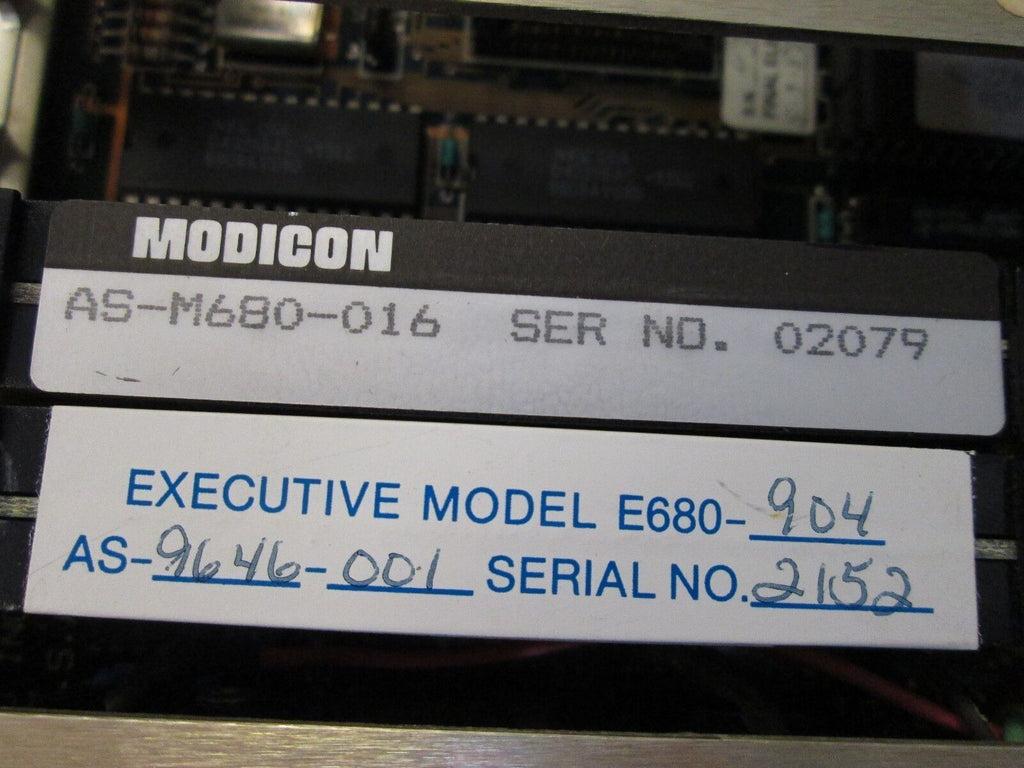 MODICON
AS-M680-016 SER NO. 02079
EXECUTIVE MODEL E680-904
AS-9646-001 SERIAL NO. 2152